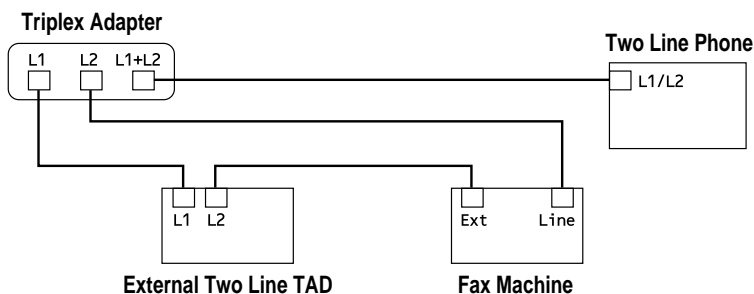 Triplex Adapter
L1 L2 L1+L2
Two Line Phone
L1/L2
L1 L2
Ext Line
External Two Line TAD
Fax Machine